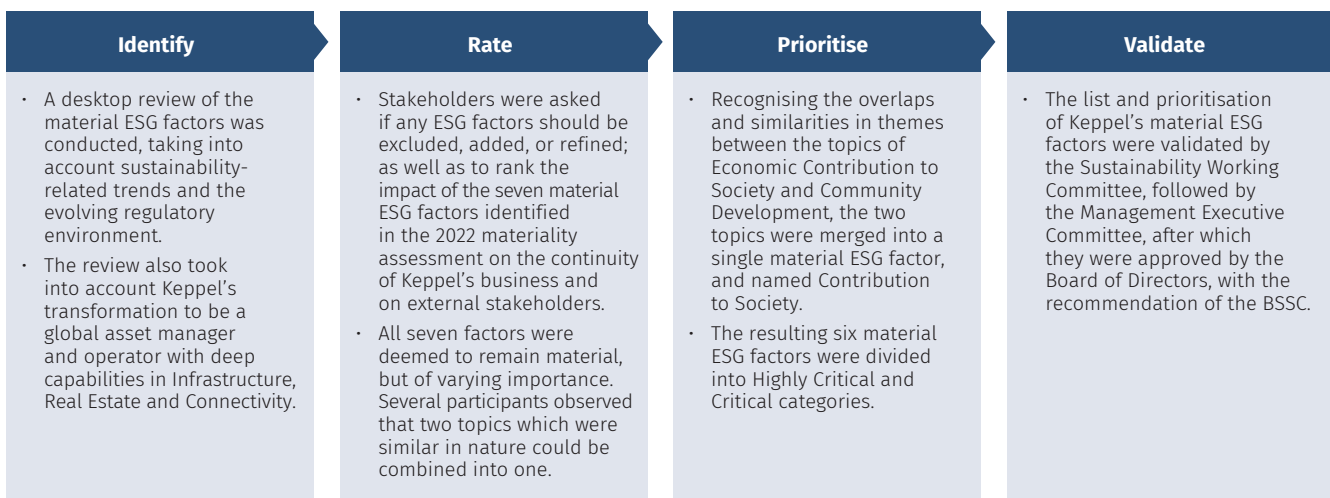 Identify
• A desktop review of the
material ESG factors was
conducted, taking into
account sustainability-
related trends and the
evolving regulatory
environment.
• The review also took
into account Keppel's
transformation to be a
global asset manager
and operator with deep
capabilities in Infrastructure,
Real Estate and Connectivity.
Rate
• Stakeholders were asked
if any ESG factors should be
excluded, added, or refined;
as well as to rank the
impact of the seven material
ESG factors identified
in the 2022 materiality
assessment on the continuity
of Keppel's business and
on external stakeholders.
• All seven factors were
deemed to remain material,
but of varying importance.
Several participants observed
that two topics which were
similar in nature could be
combined into one.
Prioritise
• Recognising the overlaps
and similarities in themes
between the topics of
Economic Contribution to
Society and Community
Development, the two
topics were merged into a
single material ESG factor,
and named Contribution
to Society.
• The resulting six material
ESG factors were divided
into Highly Critical and
Critical categories.
Validate
• The list and prioritisation
of Keppel's material ESG
factors were validated by
the Sustainability Working
Committee, followed by
the Management Executive
Committee, after which
they were approved by the
Board of Directors, with the
recommendation of the BSSC.